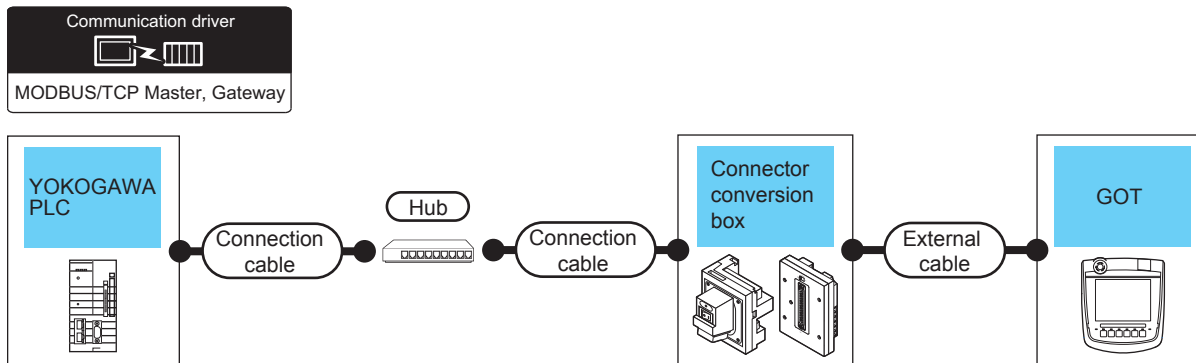 Communication driver
MODBUS/TCP Master, Gateway
YOKOGAWA
PLC
Connection
cable
Hub
Connection
cable
Connector
conversion
box
External
cable
GOT